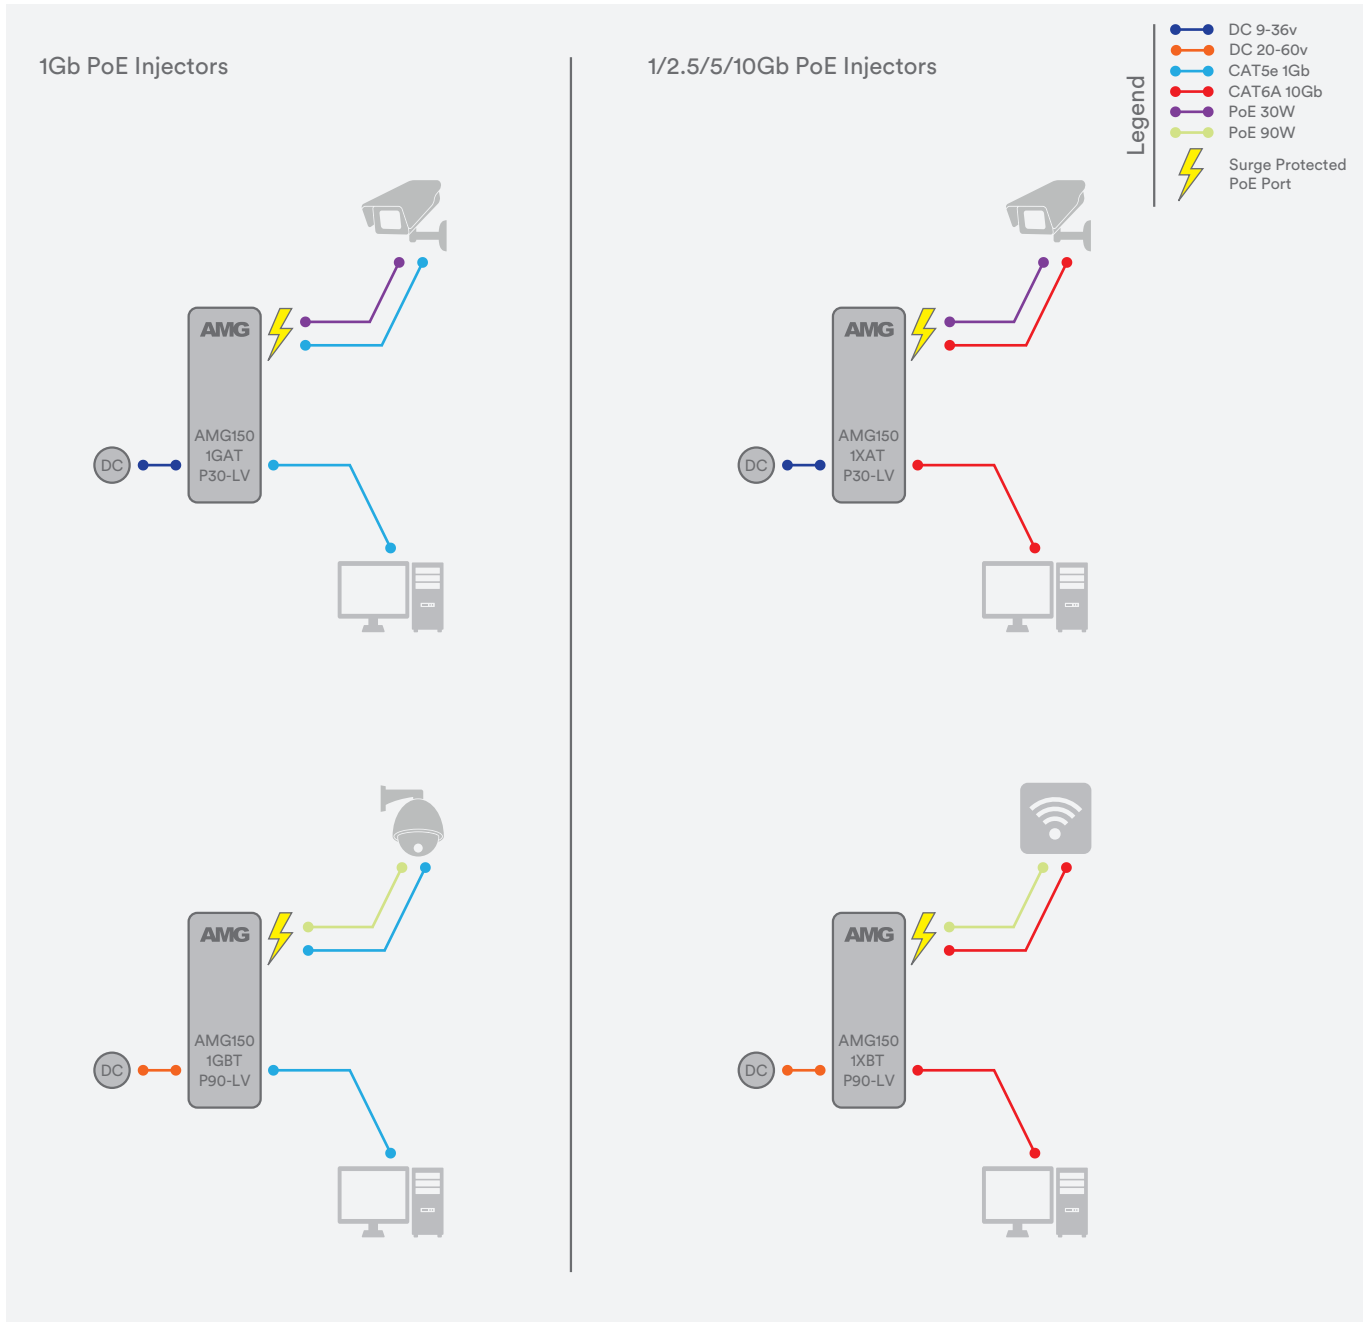 1Gb PoE Injectors
1/2.5/5/10Gb PoE Injectors
Legend
DC 9-36v
DC 20-60v
CAT5e 1Gb
CAT6A 10Gb
PoE 30W
PoE 90W
Surge Protected
PoE Port
AMG
AMG150
1GAT
P30-LV
DC
AMG
AMG150
1XAT
P30-LV
DC
AMG
AMG150
1GBT
P90-LV
DC
AMG
AMG150
1XBT
P90-LV
DC